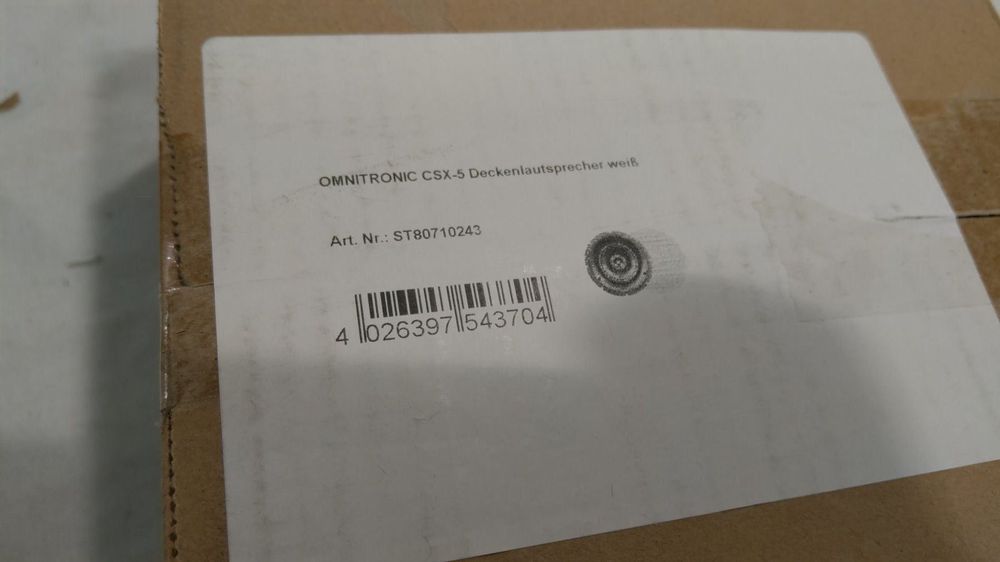 OMNITRONIC CSX-5 Deckenlautsprecher weiß
Art. Nr.: ST80710243
4 026397 543704